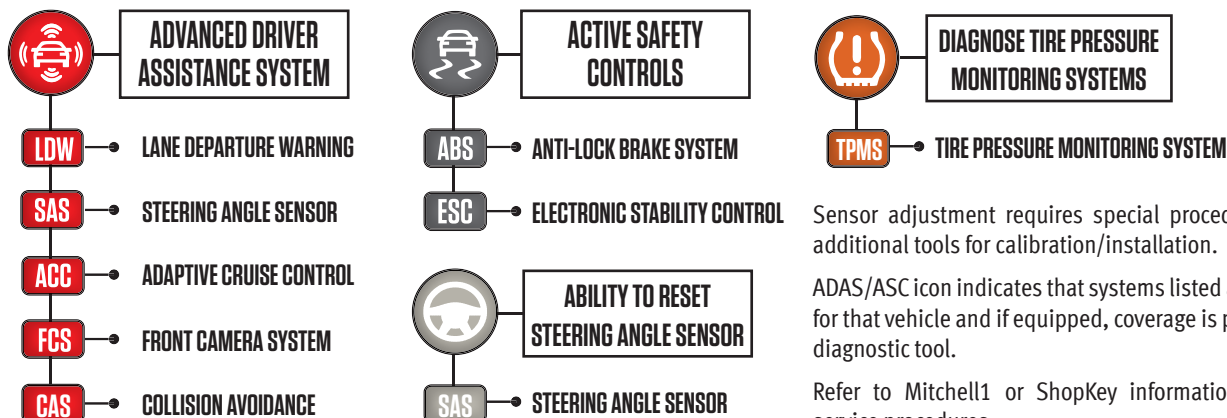 ADVANCED DRIVER
ASSISTANCE SYSTEM
LDW LANE DEPARTURE WARNING
SAS STEERING ANGLE SENSOR
ACC ADAPTIVE CRUISE CONTROL
FCS FRONT CAMERA SYSTEM
CAS COLLISION AVOIDANCE
ACTIVE SAFETY
CONTROLS
ABS ANTI-LOCK BRAKE SYSTEM
ESC ELECTRONIC STABILITY CONTROL
ABILITY TO RESET
STEERING ANGLE SENSOR
SAS STEERING ANGLE SENSOR
DIAGNOSE TIRE PRESSURE
MONITORING SYSTEMS
TPMS TIRE PRESSURE MONITORING SYSTEM
Sensor adjustment requires special
additional tools for calibration/installation.
ADAS/ASC icon indicates that systems listed
for that vehicle and if equipped, coverage is
diagnostic tool.
Refer to Mitchell1 or ShopKey
service procedures